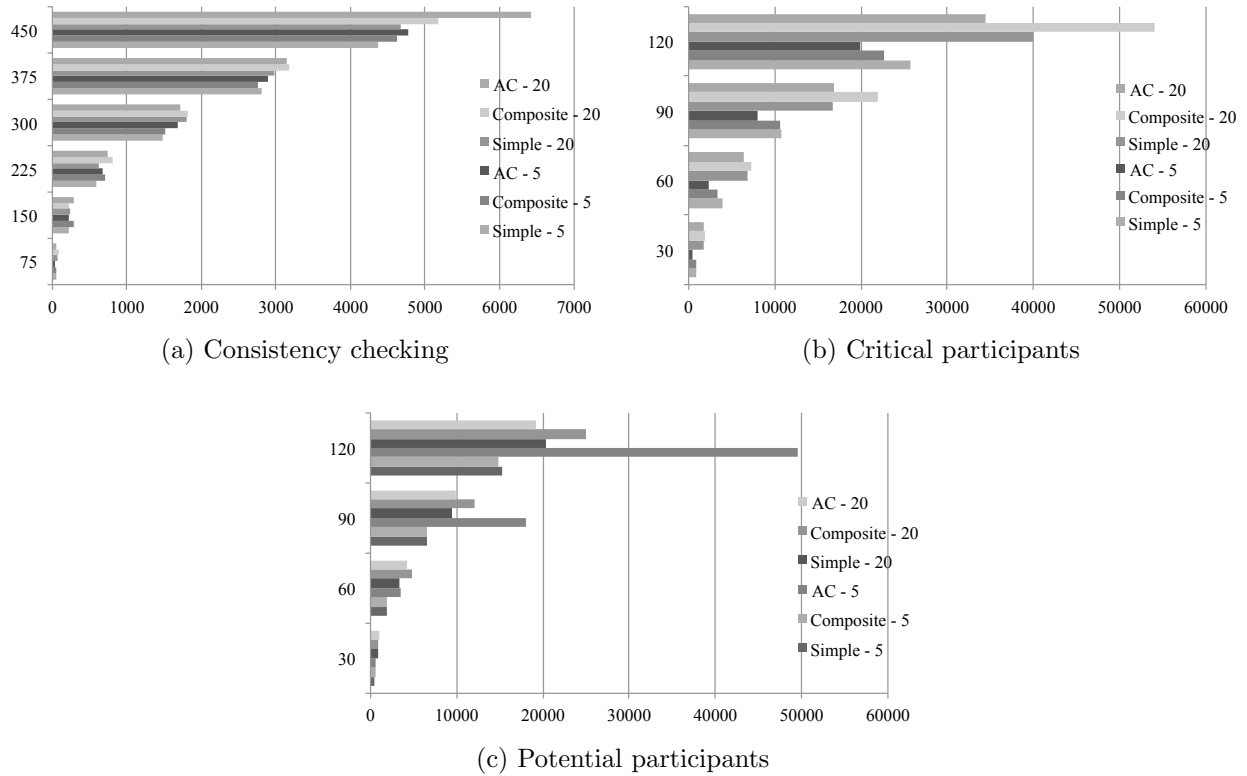 450
375
300
225
150
75
0 1000 2000 3000 4000 5000 6000 7000
AC - 20
Composite - 20
Simple - 20
AC - 5
Composite - 5
Simple - 5
(a) Consistency checking
120
90
60
30
0 10000 20000 30000 40000 50000 60000
AC - 20
Composite - 20
Simple - 20
AC - 5
Composite - 5
Simple - 5
(b) Critical participants
120
90
60
30
0 10000 20000 30000 40000 50000 60000
AC - 20
Composite - 20
Simple - 20
AC - 5
Composite - 5
Simple - 5
(c) Potential participants